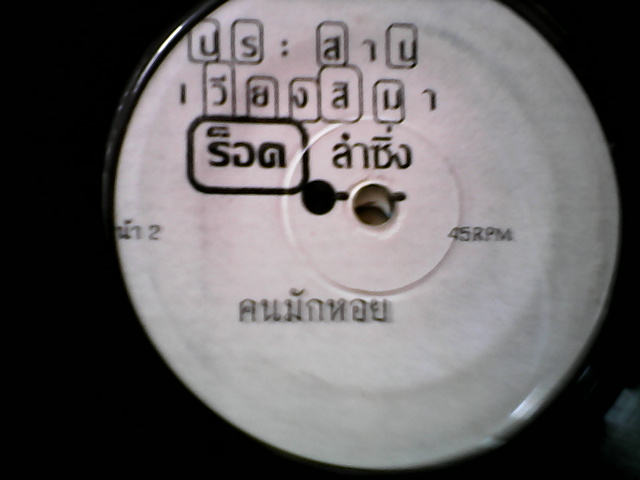 ประสาน
เวียงสิมา
ร็อค ลำซิ่ง
หน้า 2
45RPM
คนมักหอย